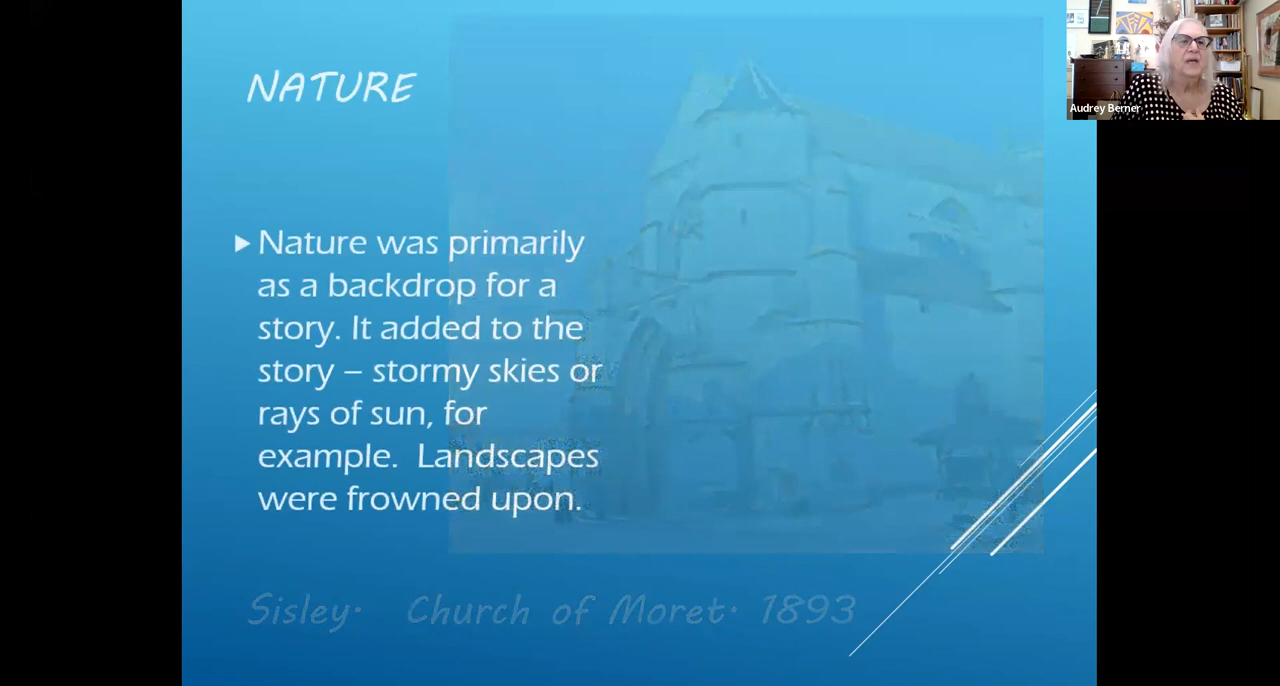 NATURE
Audrey Berner
Nature was primarily
as a backdrop for a
story. It added to the
story – stormy skies or
rays of sun, for
example. Landscapes
were frowned upon.
Sisley. Church of Moret. 1893